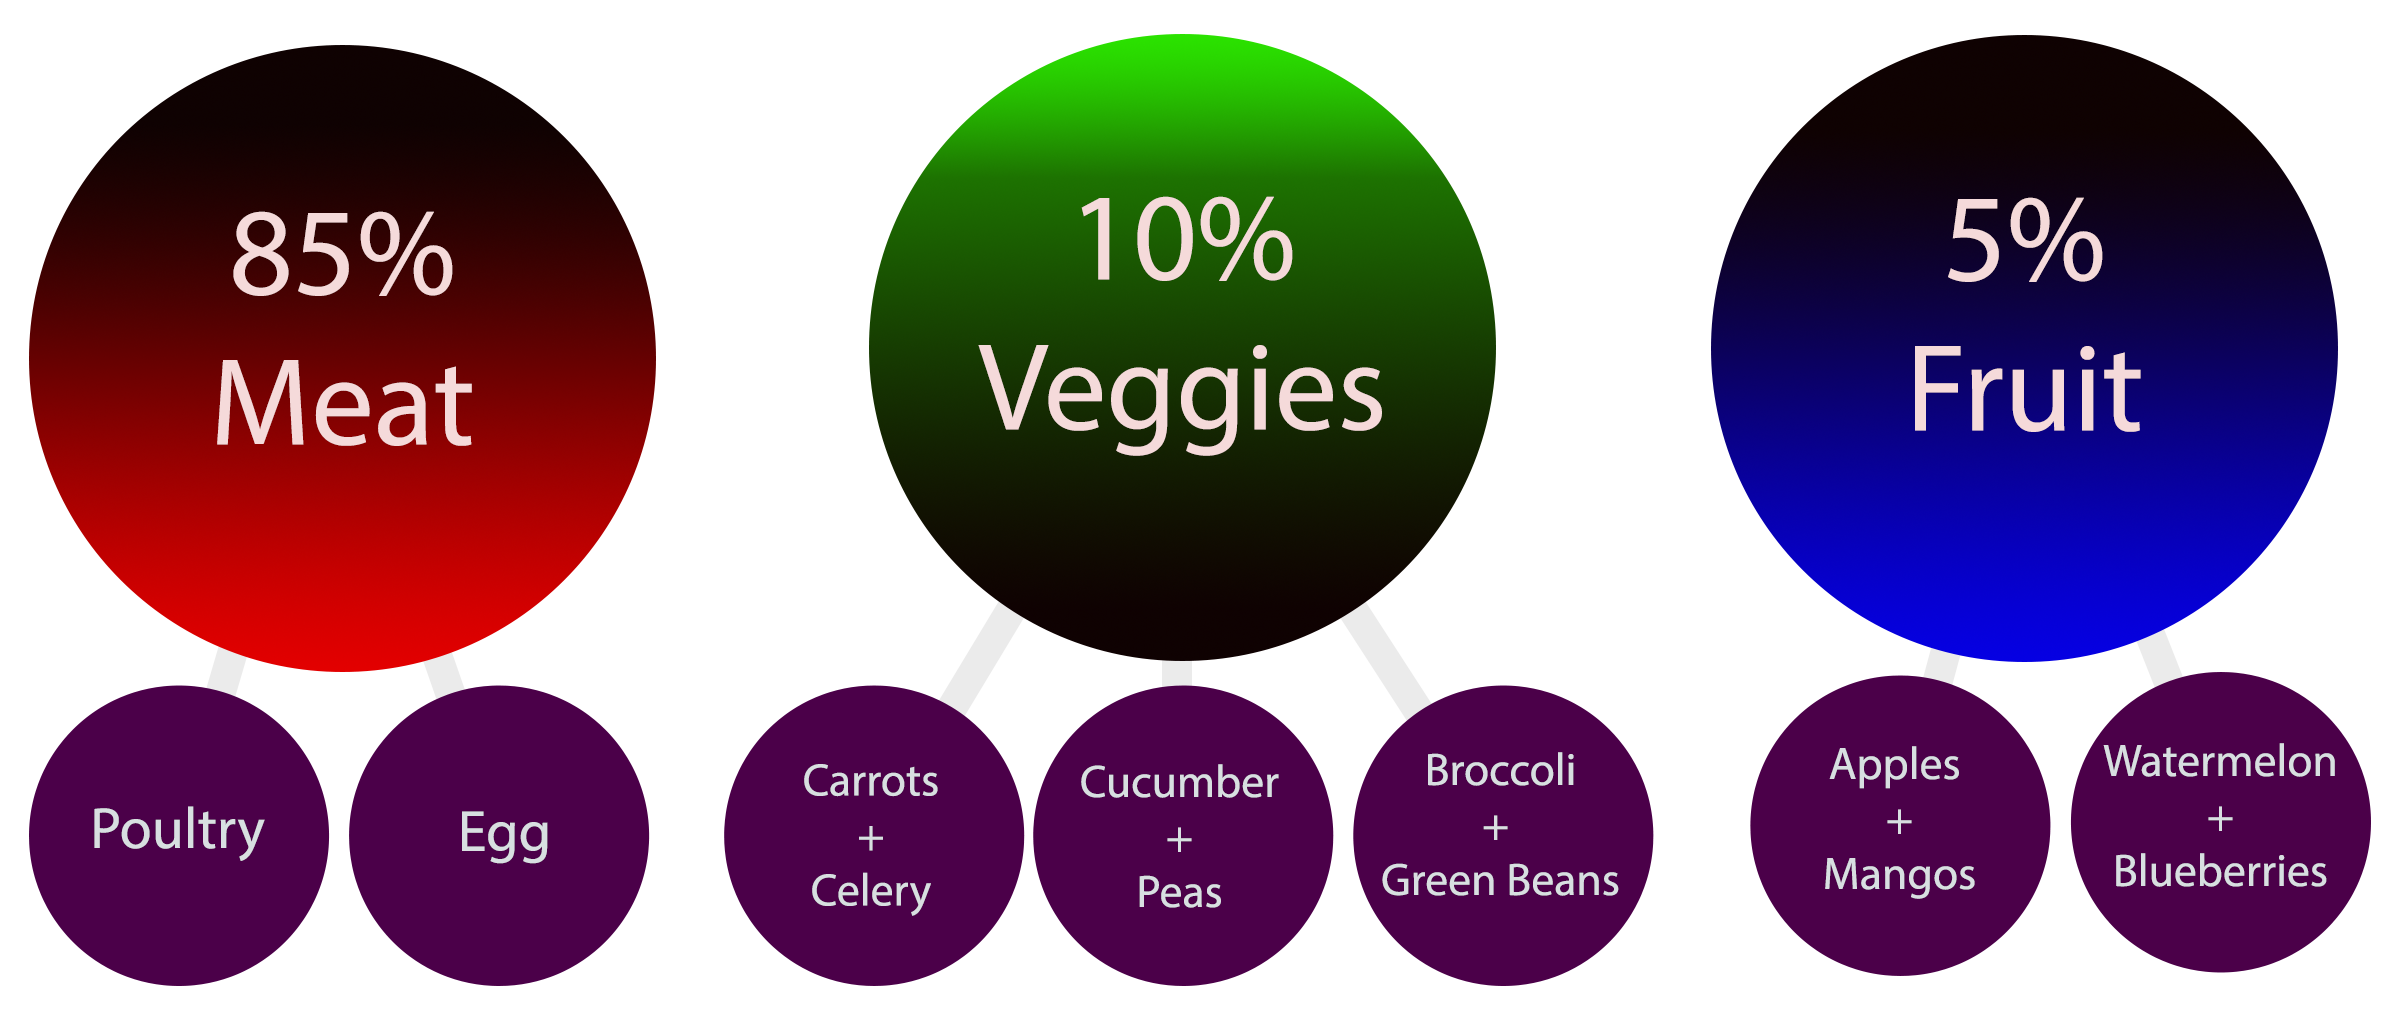 85%
Meat
10%
Veggies
5%
Fruit
Poultry
Egg
Carrots
+
Celery
Cucumber
+
Peas
Broccoli
+
Green Beans
Apples
+
Mangos
Watermelon
+
Blueberries